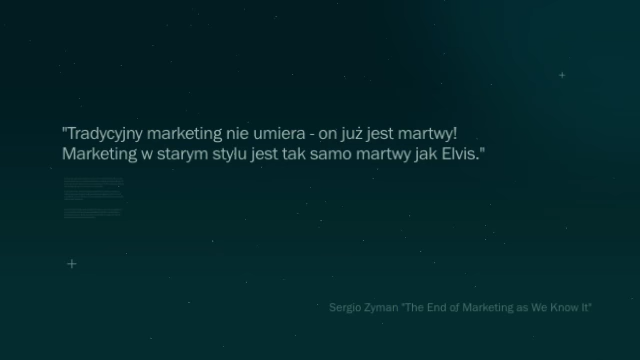 "Tradycyjny marketing nie umiera - on już jest martwy!
Marketing w starym stylu jest tak samo martwy jak Elvis."
Sergio Zyman "The End of Marketing as We Know It"